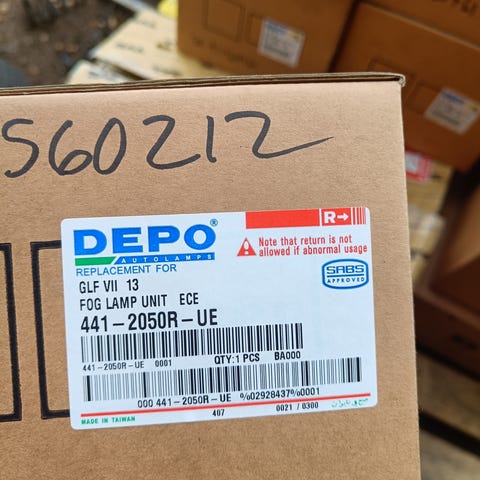 560212
DEPO®
AUTOLAMPS
REPLACEMENT FOR
R→
Note that return is not
allowed if abnormal usage
SABS
APPROVED
GLF VII 13
FOG LAMP UNIT ECE
441-2050R-UE
441-2050R-UE 0001 QTY:1 PCS BA000
000 441-2050R-UE %02928437%0001
MADE IN TAIWAN
407
0021 / 0300